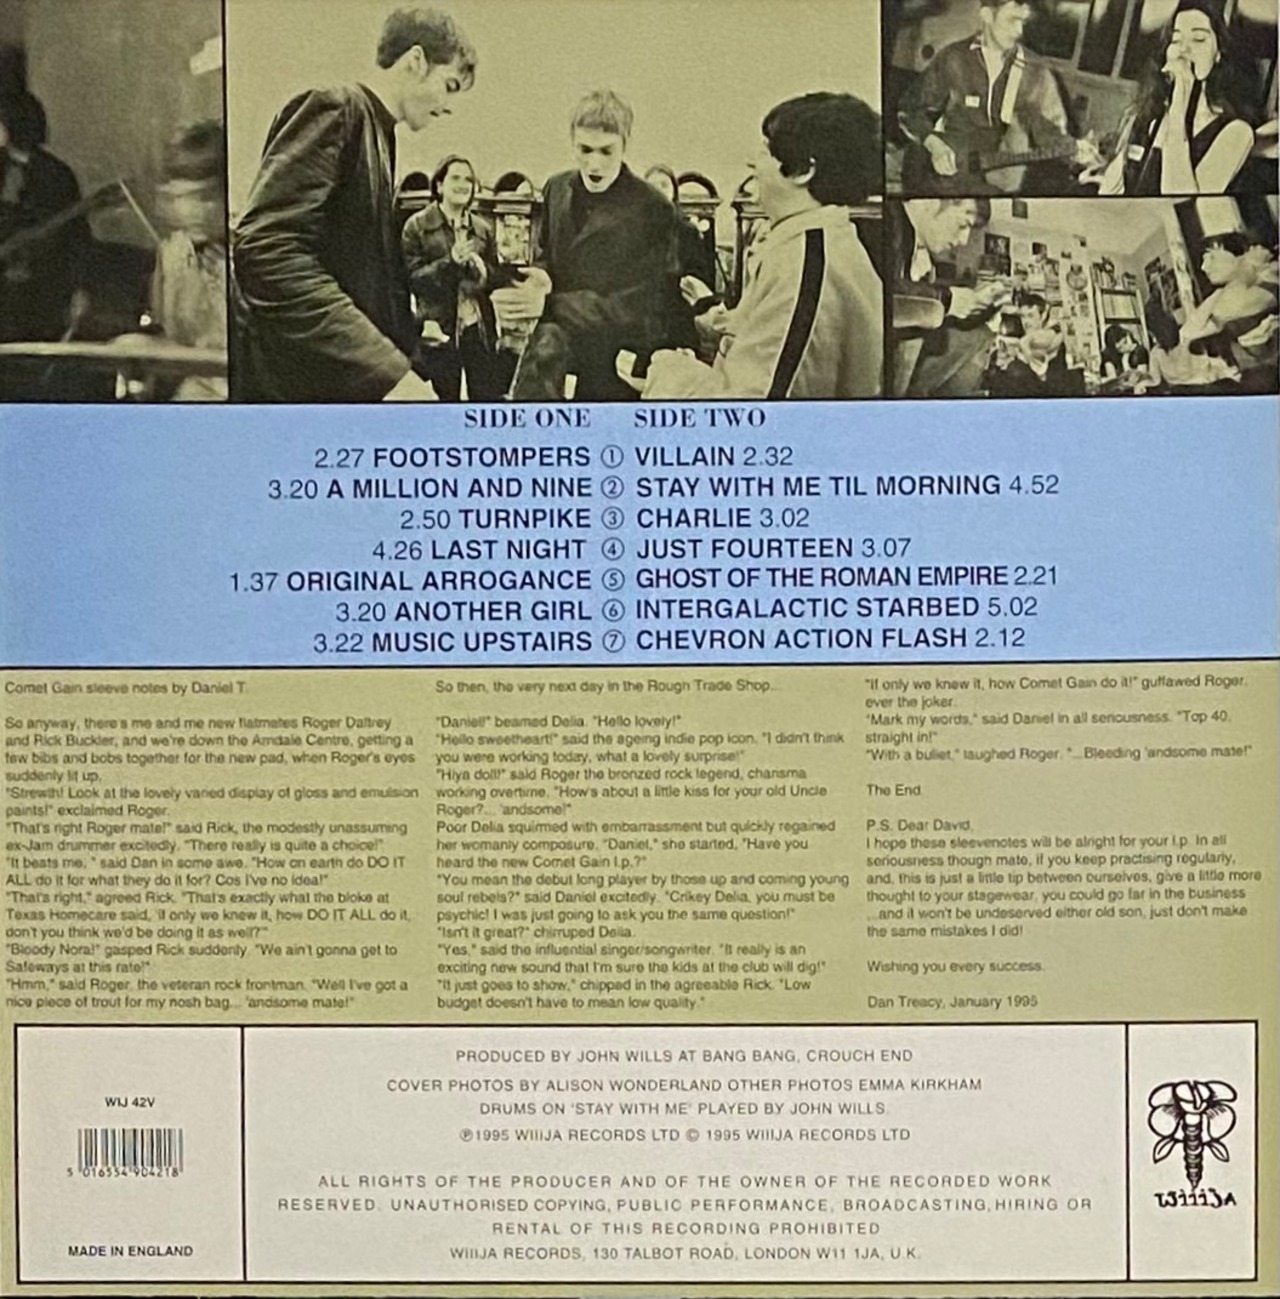 SIDE ONE SIDE TWO
2.27 FOOTSTOMPERS ① VILLAIN 2.32
3.20 A MILLION AND NINE ② STAY WITH ME TIL MORNING 4.52
2.50 TURNPIKE ③ CHARLIE 3.02
4.26 LAST NIGHT ④ JUST FOURTEEN 3.07
1.37 ORIGINAL ARROGANCE ⑤ GHOST OF THE ROMAN EMPIRE 2.21
3.20 ANOTHER GIRL ⑥ INTERGALACTIC STARBED 5.02
3.22 MUSIC UPSTAIRS ⑦ CHEVRON ACTION FLASH 2.12
Comet Gain sleeve notes by Daniel T.
So anyway, there's me and me new flatmates Roger Daltrey
and Rick Buckler, and we're down the Arndale Centre, getting a
few bibs and bobs together for the new pad, when Roger's eyes
suddenly lit up.
"Strewth! Look at the lovely varied display of gloss and emulsion
paints!" exclaimed Roger.
"That's right Roger mate!" said Rick, the modestly unassuming
ex-Jam drummer excitedly. "There really is quite a choice!"
"It beats me, " said Dan in some awe. "How on earth do DO IT
ALL do it for what they do it for? Cos I've no idea!"
"That's right," agreed Rick. "That's exactly what the bloke at
Texas Homecare said, 'if only we knew it, how DO IT ALL do it,
don't you think we'd be doing it as well?'"
"Bloody Nora!" gasped Rick suddenly. "We ain't gonna get to
Safeways at this rate!"
"Hmm," said Roger, the veteran rock frontman. "Well I've got a
nice piece of trout for my nosh bag... 'andsome mate!"
So then, the very next day in the Rough Trade Shop...
"Daniel!" beamed Delia. "Hello lovely!"
"Hello sweetheart!" said the ageing indie pop icon. "I didn't think
you were working today, what a lovely surprise!"
"Hiya doll!" said Roger the bronzed rock legend, charisma
working overtime. "How's about a little kiss for your old Uncle
Roger?... 'andsome!"
Poor Delia squirmed with embarrassment but quickly regained
her womanly composure. "Daniel," she started, "Have you
heard the new Comet Gain l.p.?"
"You mean the debut long player by those up and coming young
soul rebels?" said Daniel excitedly. "Crikey Delia, you must be
psychic! I was just going to ask you the same question!"
"Isn't it great?" chirruped Delia.
"Yes," said the influential singer/songwriter. "It really is an
exciting new sound that I'm sure the kids at the club will dig!"
"It just goes to show," chipped in the agreeable Rick. "Low
budget doesn't have to mean low quality."
"If only we knew it, how Comet Gain do it!" guffawed Roger,
ever the joker.
"Mark my words," said Daniel in all seriousness. "Top 40,
straight in!"
"With a bullet," laughed Roger. "...Bleeding 'andsome mate!"
The End
P.S. Dear David,
I hope these sleevenotes will be alright for your l.p. In all
seriousness though mate, if you keep practising regularly,
and, this is just a little tip between ourselves, give a little more
thought to your stagewear, you could go far in the business
...and it won't be undeserved either old son, just don't make
the same mistakes I did!
Wishing you every success.
Dan Treacy, January 1995
WIJ 42V
5 016554 904218
MADE IN ENGLAND
PRODUCED BY JOHN WILLS AT BANG BANG, CROUCH END
COVER PHOTOS BY ALISON WONDERLAND OTHER PHOTOS EMMA KIRKHAM
DRUMS ON 'STAY WITH ME' PLAYED BY JOHN WILLS.
℗1995 WIIIJA RECORDS LTD © 1995 WIIIJA RECORDS LTD
ALL RIGHTS OF THE PRODUCER AND OF THE OWNER OF THE RECORDED WORK
RESERVED. UNAUTHORISED COPYING, PUBLIC PERFORMANCE, BROADCASTING, HIRING OR
RENTAL OF THIS RECORDING PROHIBITED
WIIIJA RECORDS, 130 TALBOT ROAD, LONDON W11 1JA, U.K.
WiiiJA